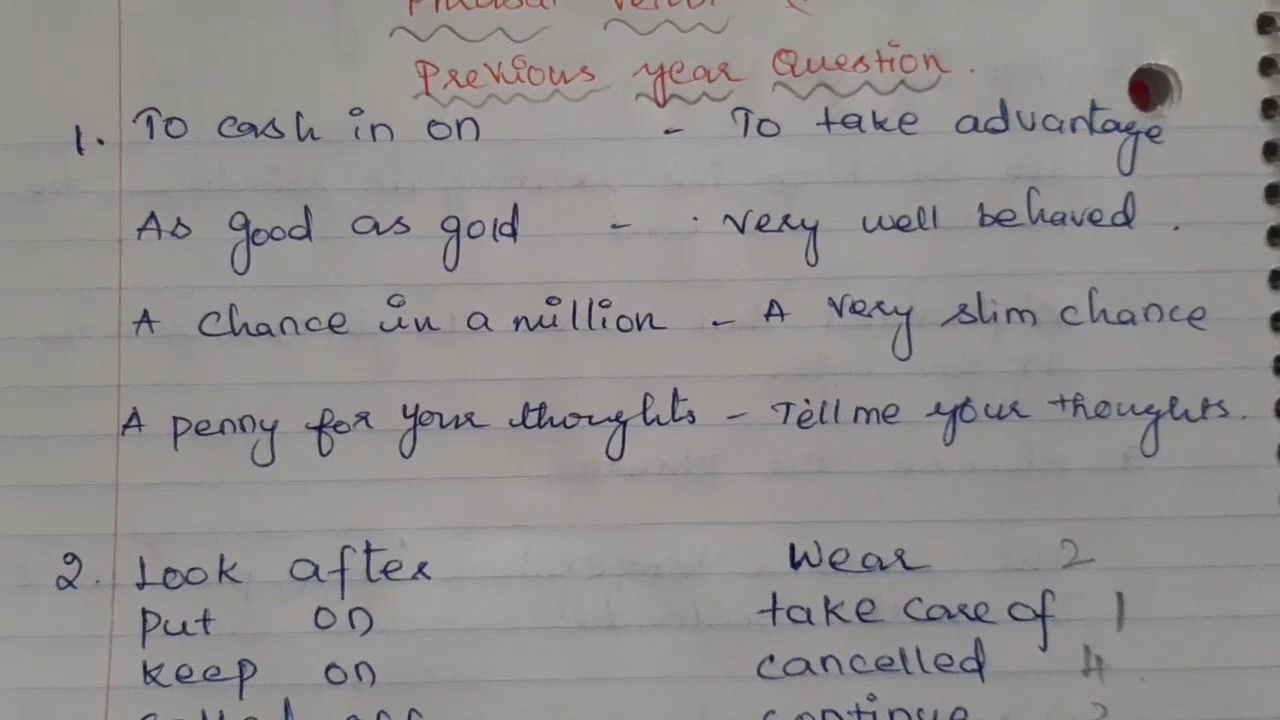 Previous year Question.
1. To cash in on - To take advantage
As good as gold - very well behaved.
A chance in a million - A very slim chance
A penny for your thoughts - Tell me your thoughts.
2. Look after wear 2
put on take care of 1
keep on cancelled 4
continue